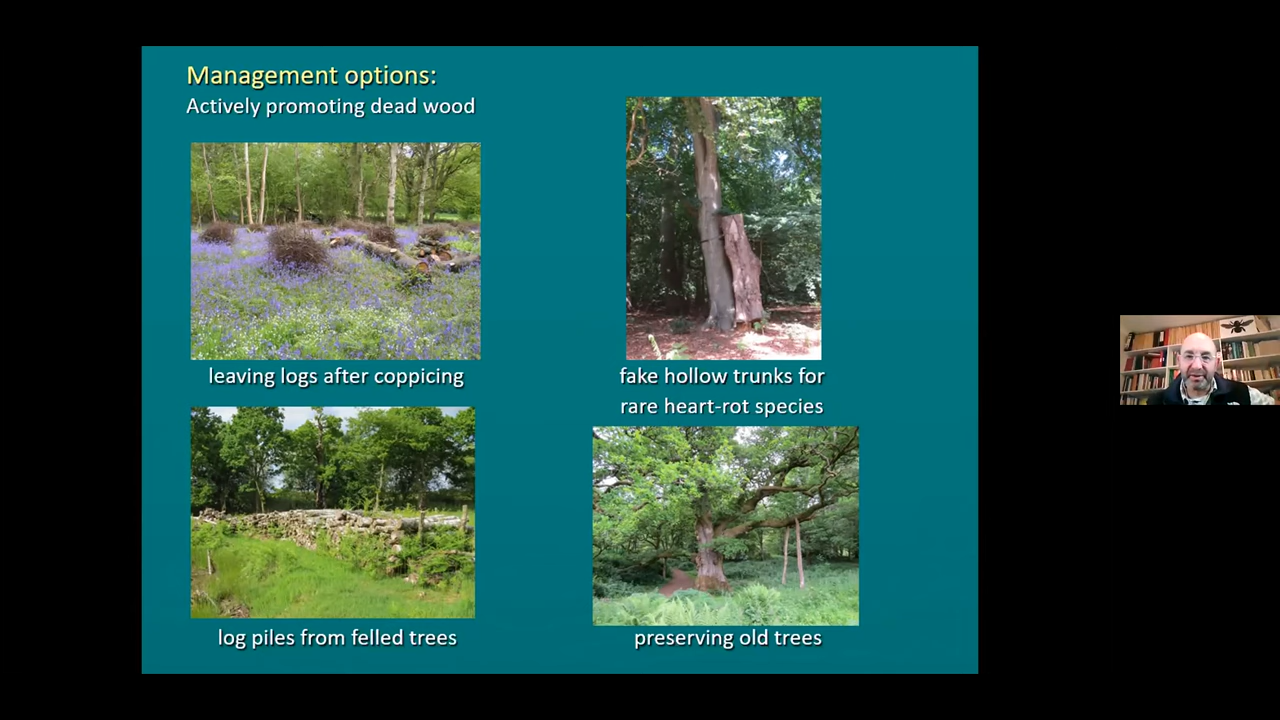 Management options:
Actively promoting dead wood
leaving logs after coppicing
fake hollow trunks for
rare heart-rot species
log piles from felled trees
preserving old trees